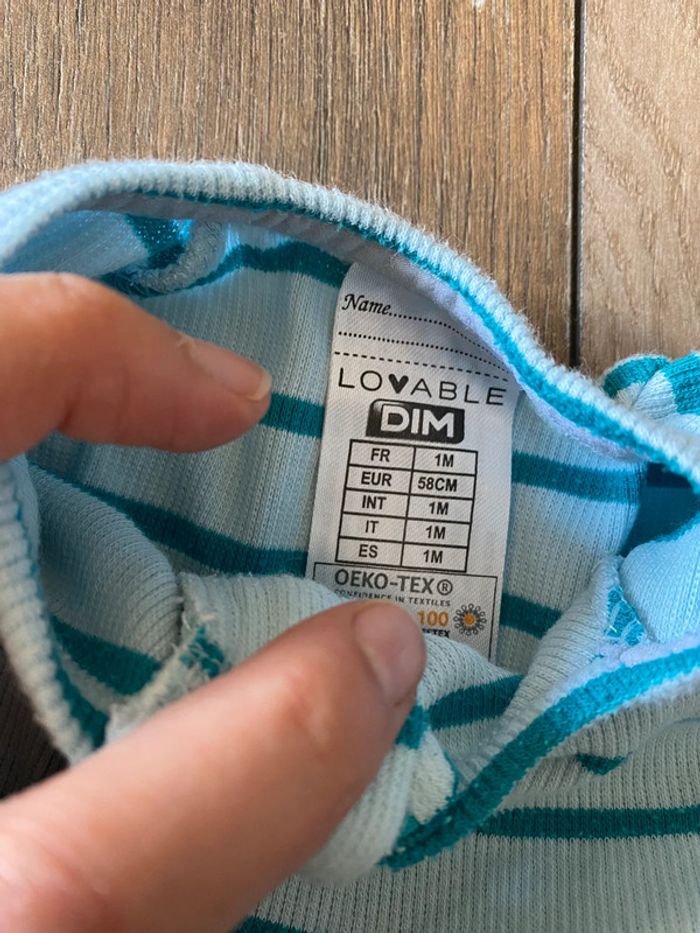 Name..............
LOVABLE
DIM
FR 1M
EUR 58CM
INT 1M
IT 1M
ES 1M
OEKO-TEX®
CONFIDENCE IN TEXTILES
100